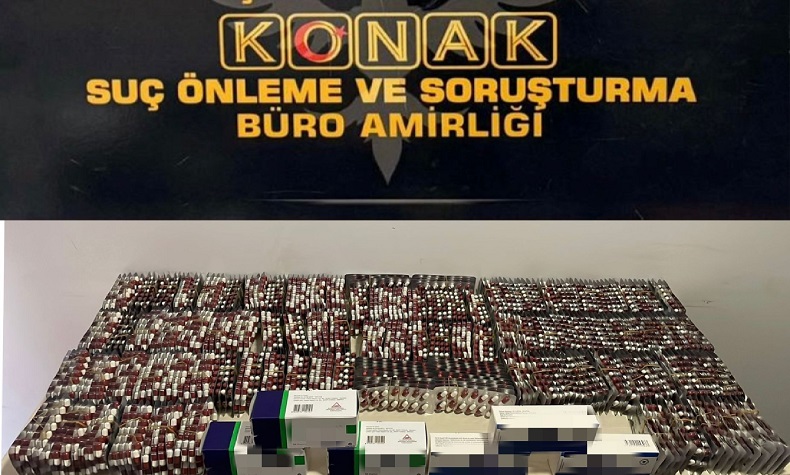 KONAK
SUÇ ÖNLEME VE SORUŞTURMA
BÜRO AMİRLİĞİ